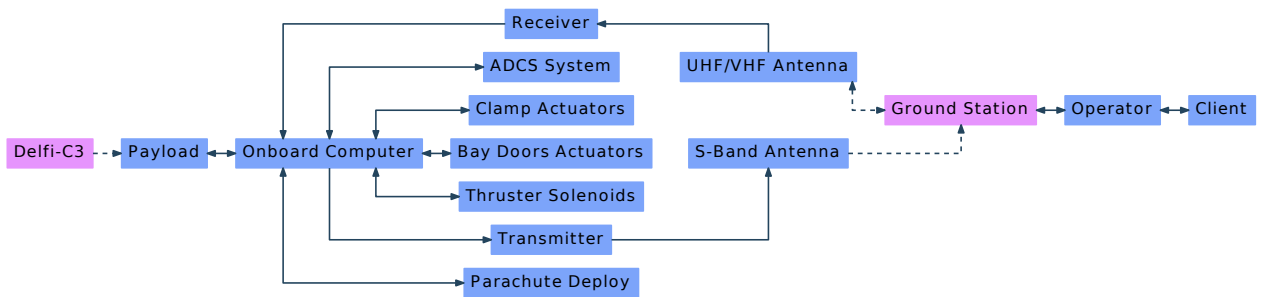 Receiver
ADCS System
UHF/VHF Antenna
Clamp Actuators
Ground Station
Operator
Client
Delfi-C3
Payload
Onboard Computer
Bay Doors Actuators
S-Band Antenna
Thruster Solenoids
Transmitter
Parachute Deploy